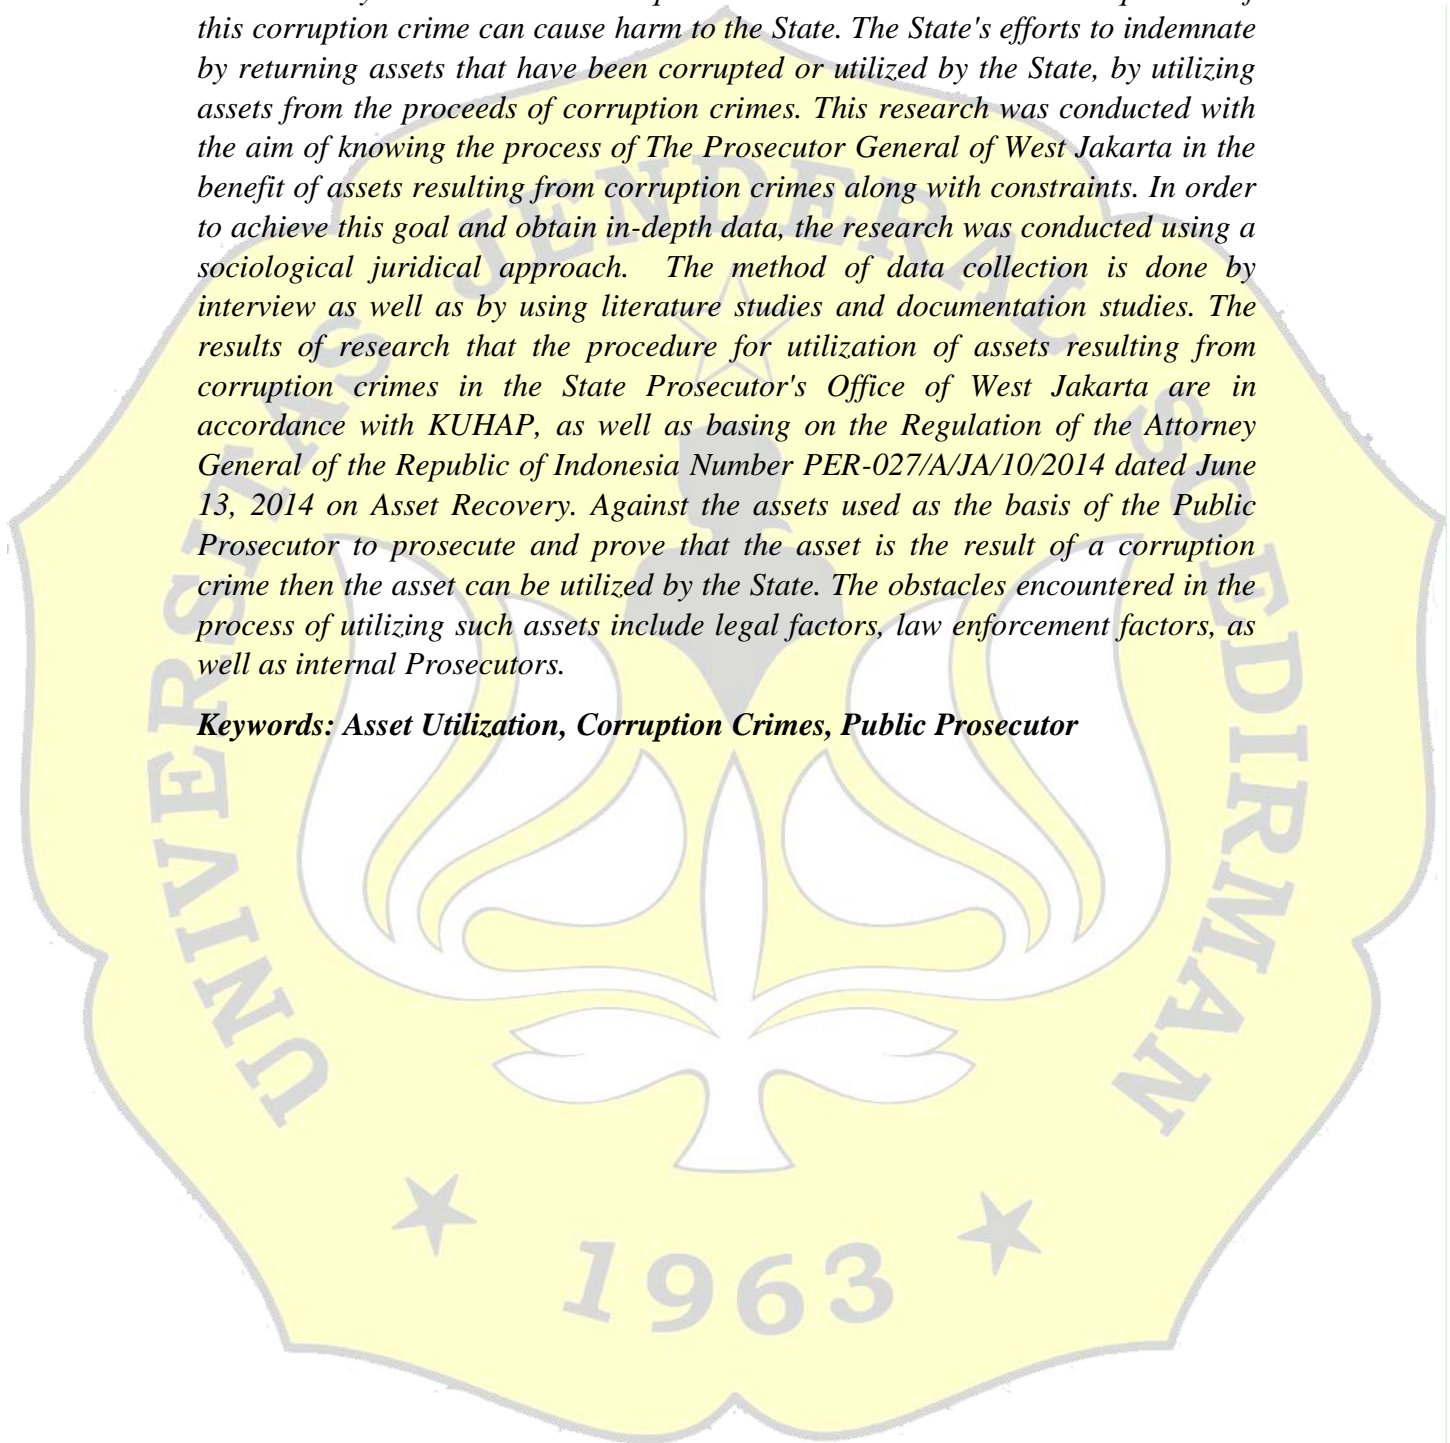 this corruption crime can cause harm to the State. The State's efforts to indemnate
by returning assets that have been corrupted or utilized by the State, by utilizing
assets from the proceeds of corruption crimes. This research was conducted with
the aim of knowing the process of The Prosecutor General of West Jakarta in the
benefit of assets resulting from corruption crimes along with constraints. In order
to achieve this goal and obtain in-depth data, the research was conducted using a
sociological juridical approach. The method of data collection is done by
interview as well as by using literature studies and documentation studies. The
results of research that the procedure for utilization of assets resulting from
corruption crimes in the State Prosecutor's Office of West Jakarta are in
accordance with KUHAP, as well as basing on the Regulation of the Attorney
General of the Republic of Indonesia Number PER-027/A/JA/10/2014 dated June
13, 2014 on Asset Recovery. Against the assets used as the basis of the Public
Prosecutor to prosecute and prove that the asset is the result of a corruption
crime then the asset can be utilized by the State. The obstacles encountered in the
process of utilizing such assets include legal factors, law enforcement factors, as
well as internal Prosecutors.
Keywords: Asset Utilization, Corruption Crimes, Public Prosecutor
UNIVERSITAS JENDERAL SOEDIRMAN
1963